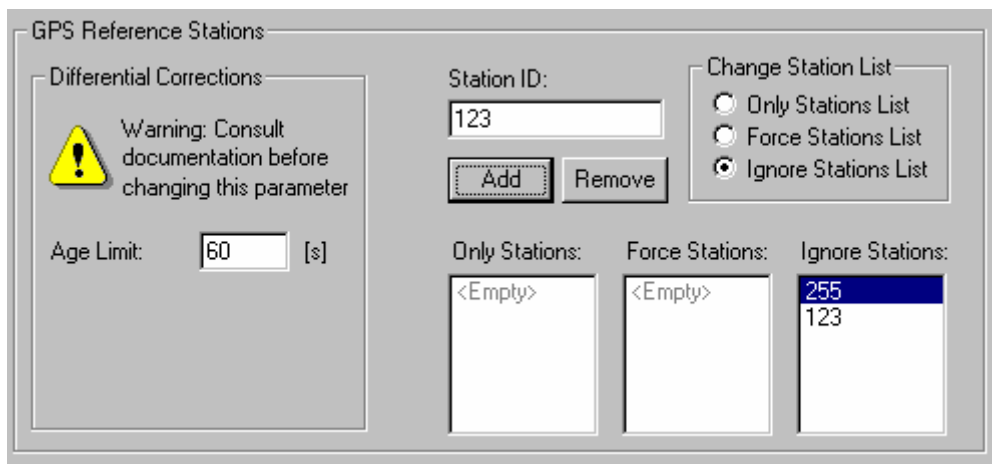 GPS Reference Stations
Differential Corrections
Warning: Consult
documentation before
changing this parameter
Age Limit: 60 [s]
Station ID:
123
Add Remove
Change Station List
Only Stations List
Force Stations List
Ignore Stations List
Only Stations: Force Stations: Ignore Stations:
<Empty> <Empty> 255
123